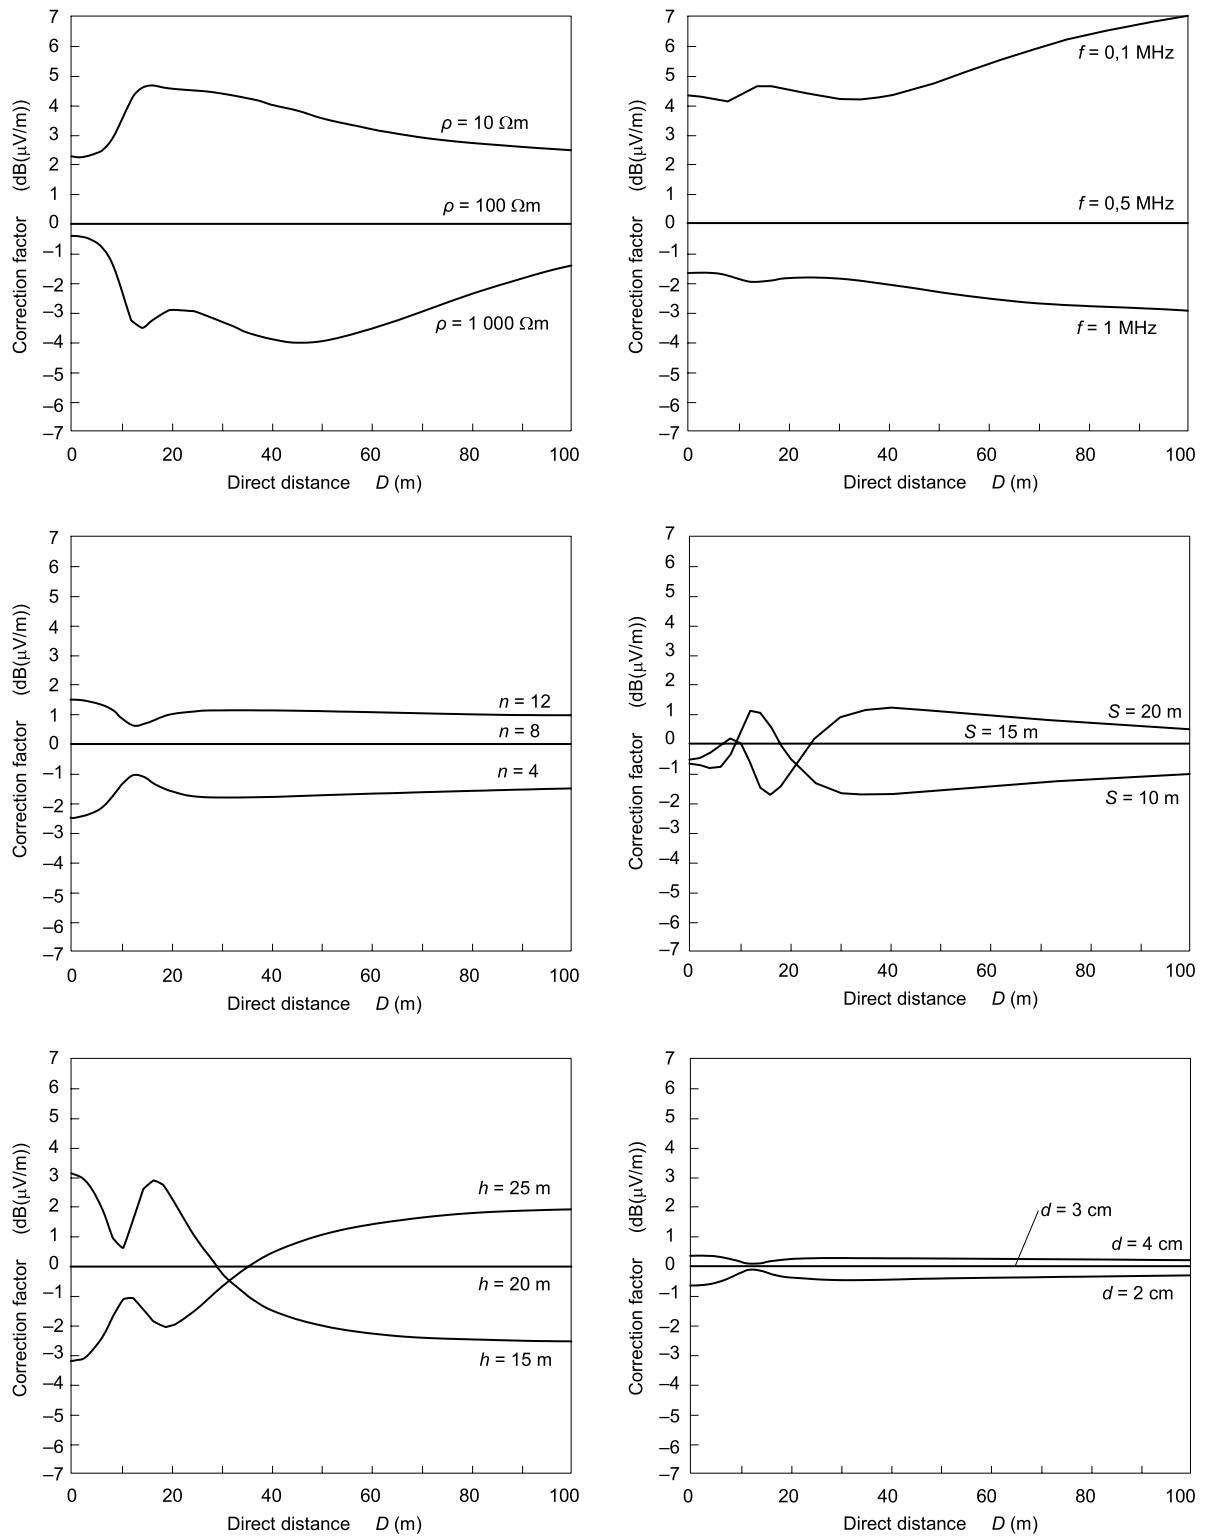 7
6
5
4
3
2
1
0
–1
–2
–3
–4
–5
–6
–7
Correction factor (dB(μV/m))
ρ = 10 Ωm
ρ = 100 Ωm
ρ = 1 000 Ωm
0 20 40 60 80 100
Direct distance D (m)
7
6
5
4
3
2
1
0
–1
–2
–3
–4
–5
–6
–7
Correction factor (dB(μV/m))
f = 0,1 MHz
f = 0,5 MHz
f = 1 MHz
0 20 40 60 80 100
Direct distance D (m)
7
6
5
4
3
2
1
0
–1
–2
–3
–4
–5
–6
–7
Correction factor (dB(μV/m))
n = 12
n = 8
n = 4
0 20 40 60 80 100
Direct distance D (m)
7
6
5
4
3
2
1
0
–1
–2
–3
–4
–5
–6
–7
Correction factor (dB(μV/m))
S = 20 m
S = 15 m
S = 10 m
0 20 40 60 80 100
Direct distance D (m)
7
6
5
4
3
2
1
0
–1
–2
–3
–4
–5
–6
–7
Correction factor (dB(μV/m))
h = 25 m
h = 20 m
h = 15 m
0 20 40 60 80 100
Direct distance D (m)
7
6
5
4
3
2
1
0
–1
–2
–3
–4
–5
–6
–7
Correction factor (dB(μV/m))
d = 3 cm
d = 4 cm
d = 2 cm
0 20 40 60 80 100
Direct distance D (m)